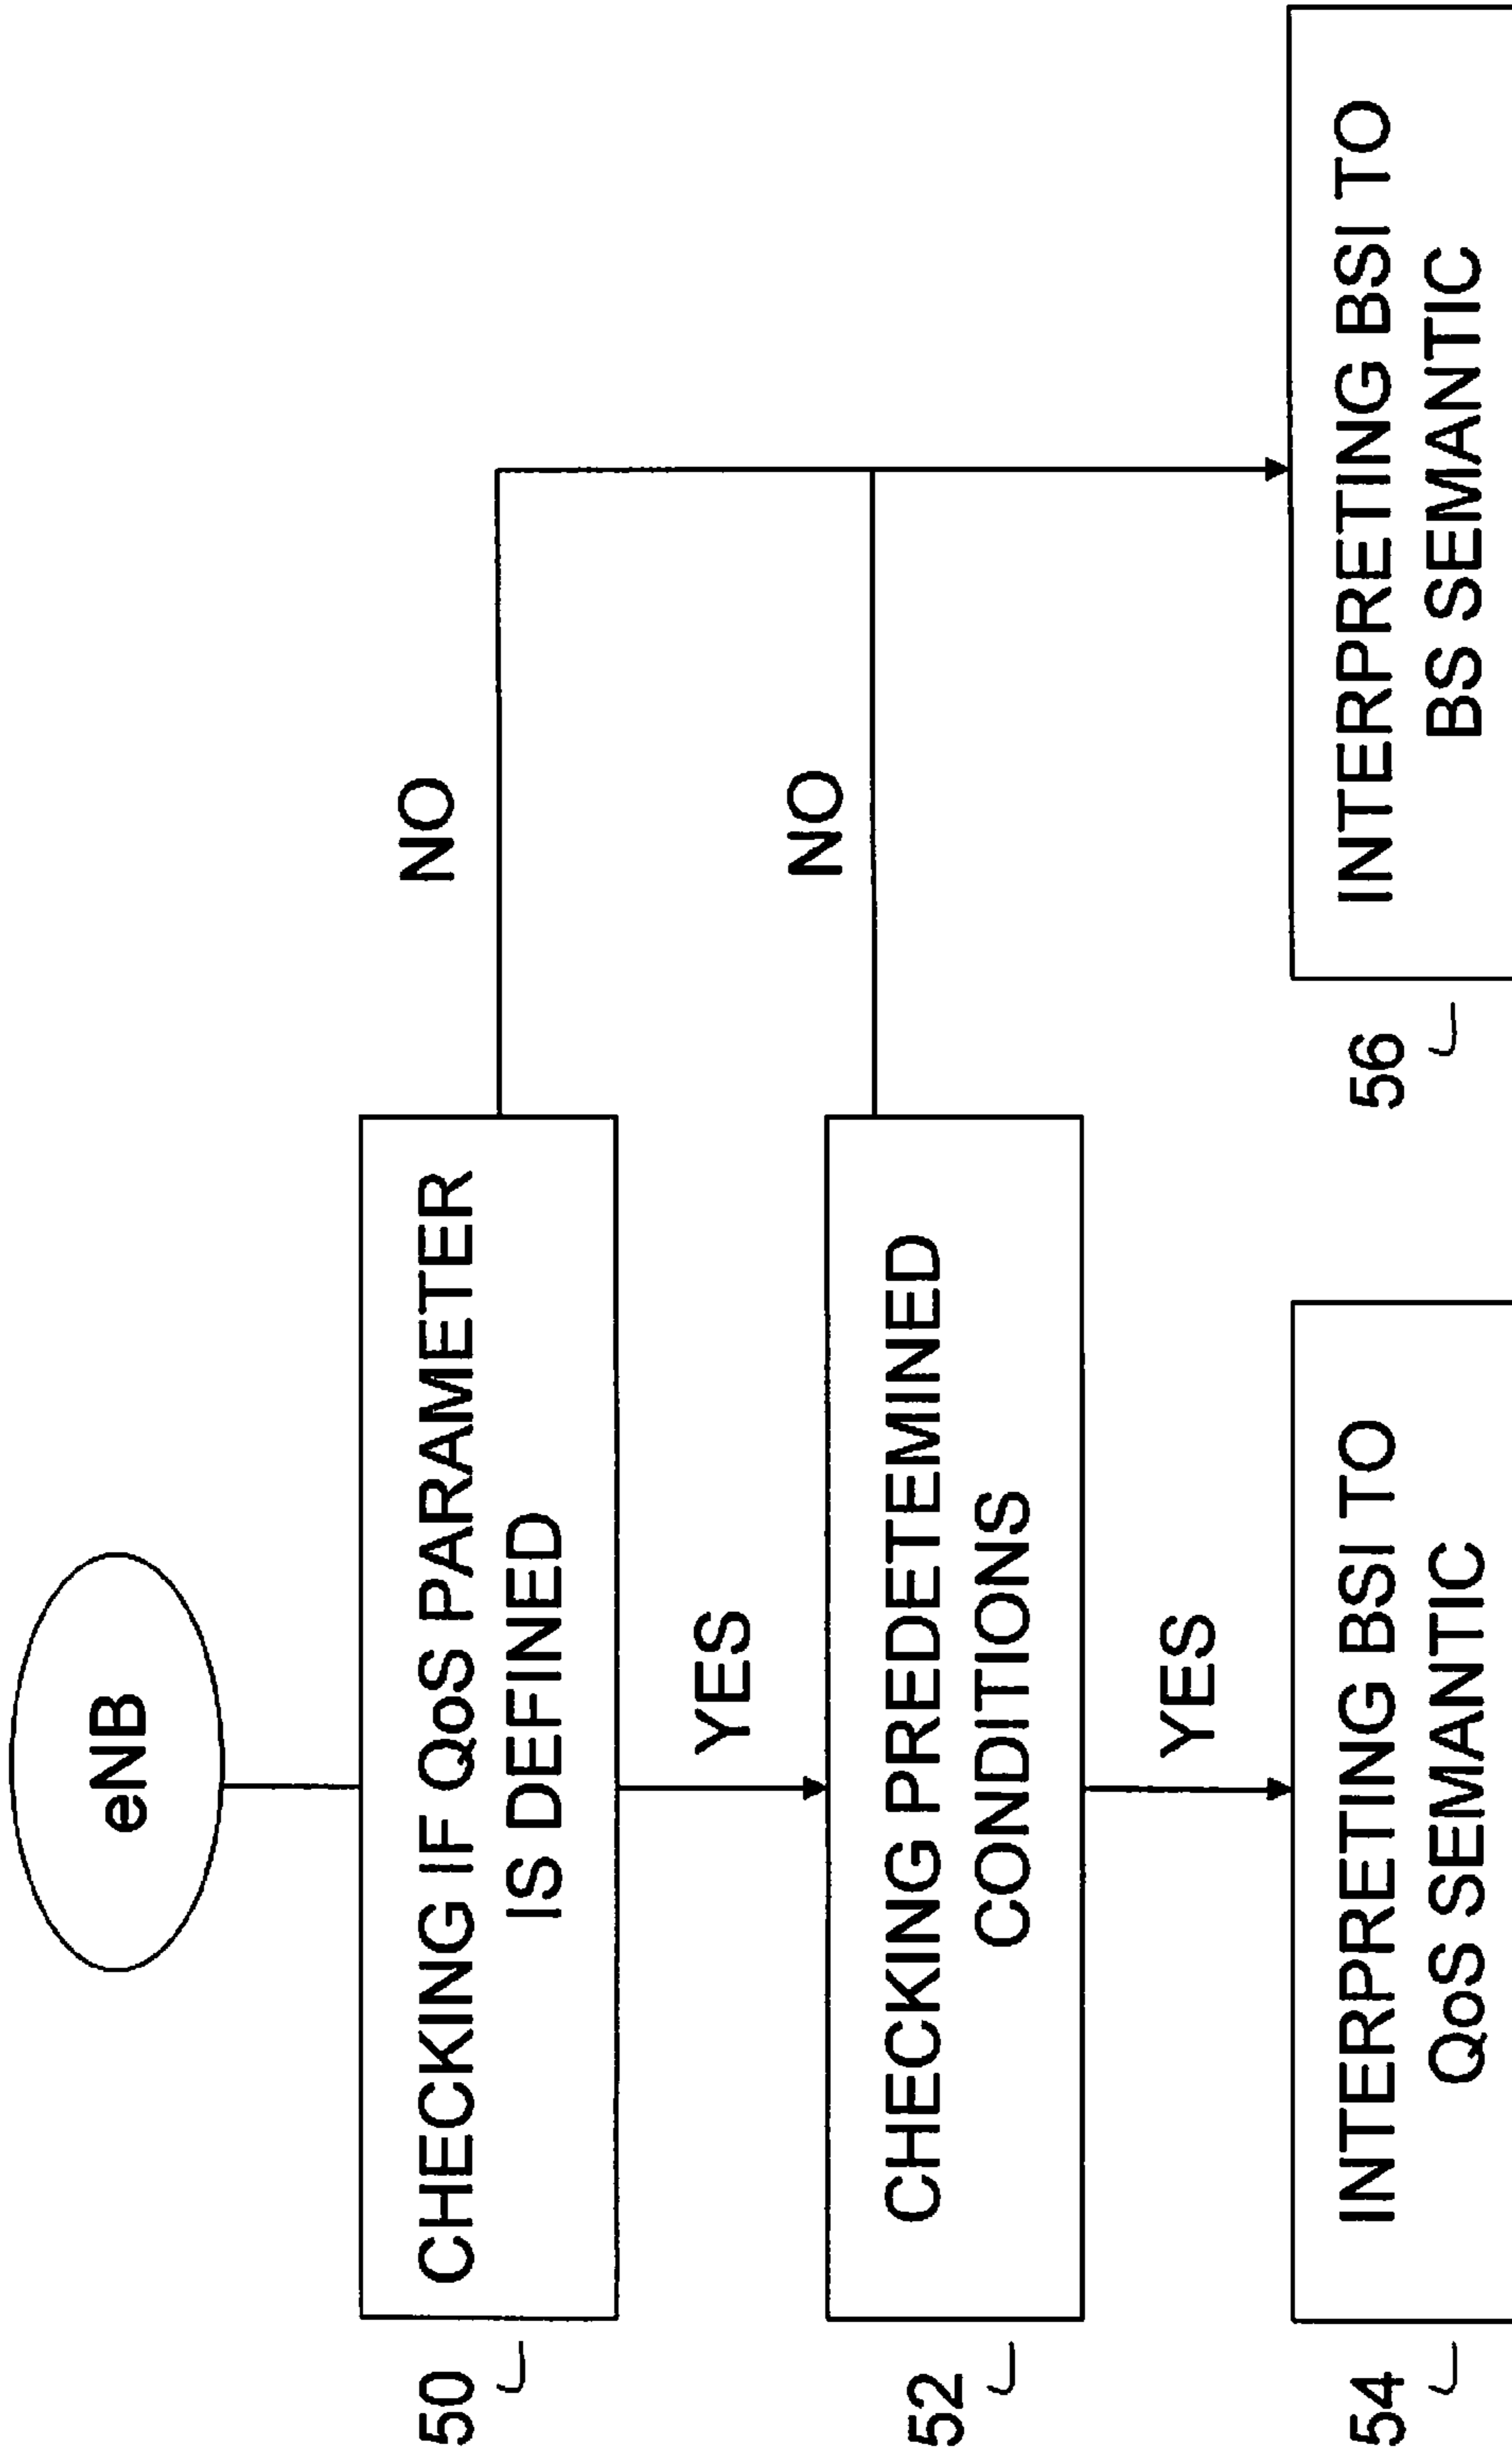 eNB
50
CHECKING IF QoS PARAMETER
IS DEFINED
NO
YES
52
CHECKING PREDETEMINED
CONDITIONS
NO
YES
54
INTERPRETING BSI TO
QoS SEMANTIC
56
INTERPRETING BSI TO
BS SEMANTIC